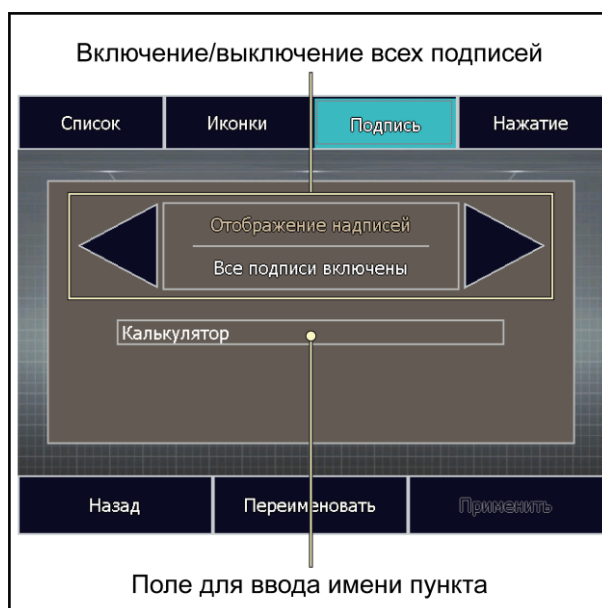 Включение/выключение всех подписей
Список Иконки Подпись Нажатие
Отображение надписей
Все подписи включены
Калькулятор
Назад Переименовать Применить
Поле для ввода имени пункта